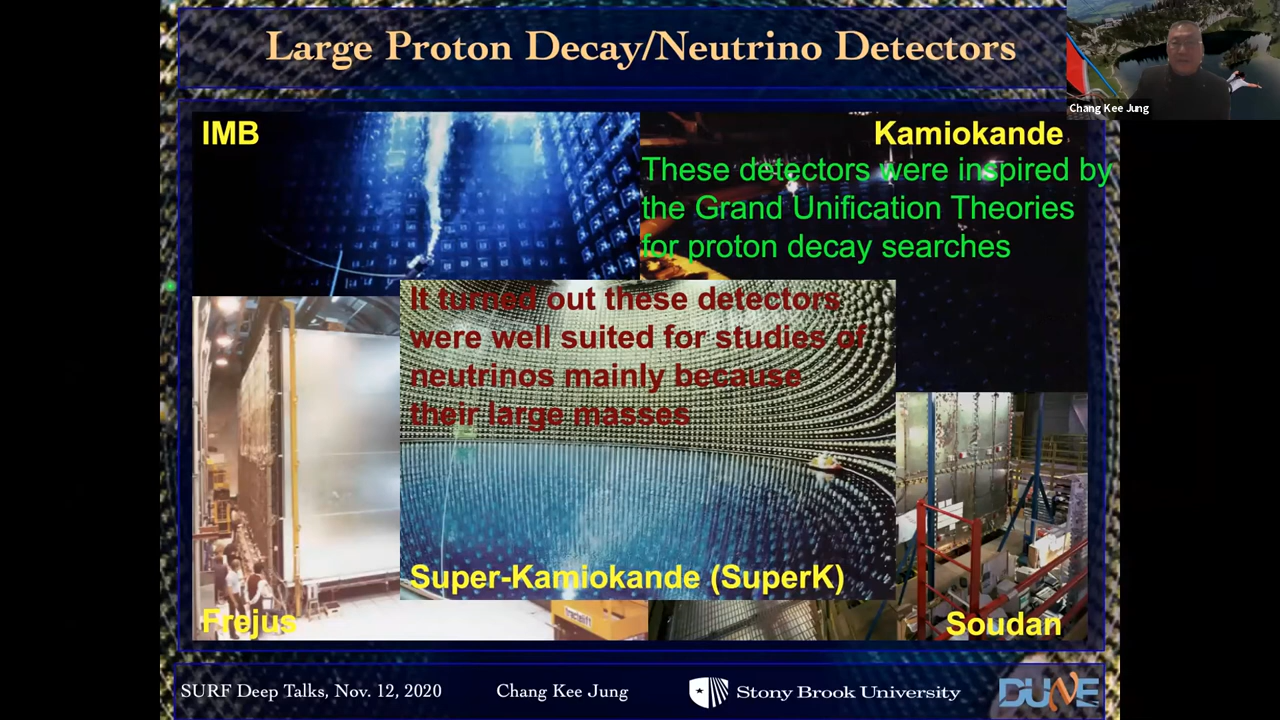 Large Proton Decay/Neutrino Detectors
Chang Kee Jung
IMB
Kamiokande
These detectors were inspired by
the Grand Unification Theories
for proton decay searches
It turned out these detectors
were well suited for studies of
neutrinos mainly because
their large masses
Super-Kamiokande (SuperK)
Frejus
Soudan
SURF Deep Talks, Nov. 12, 2020
Chang Kee Jung
Stony Brook University
DUNE